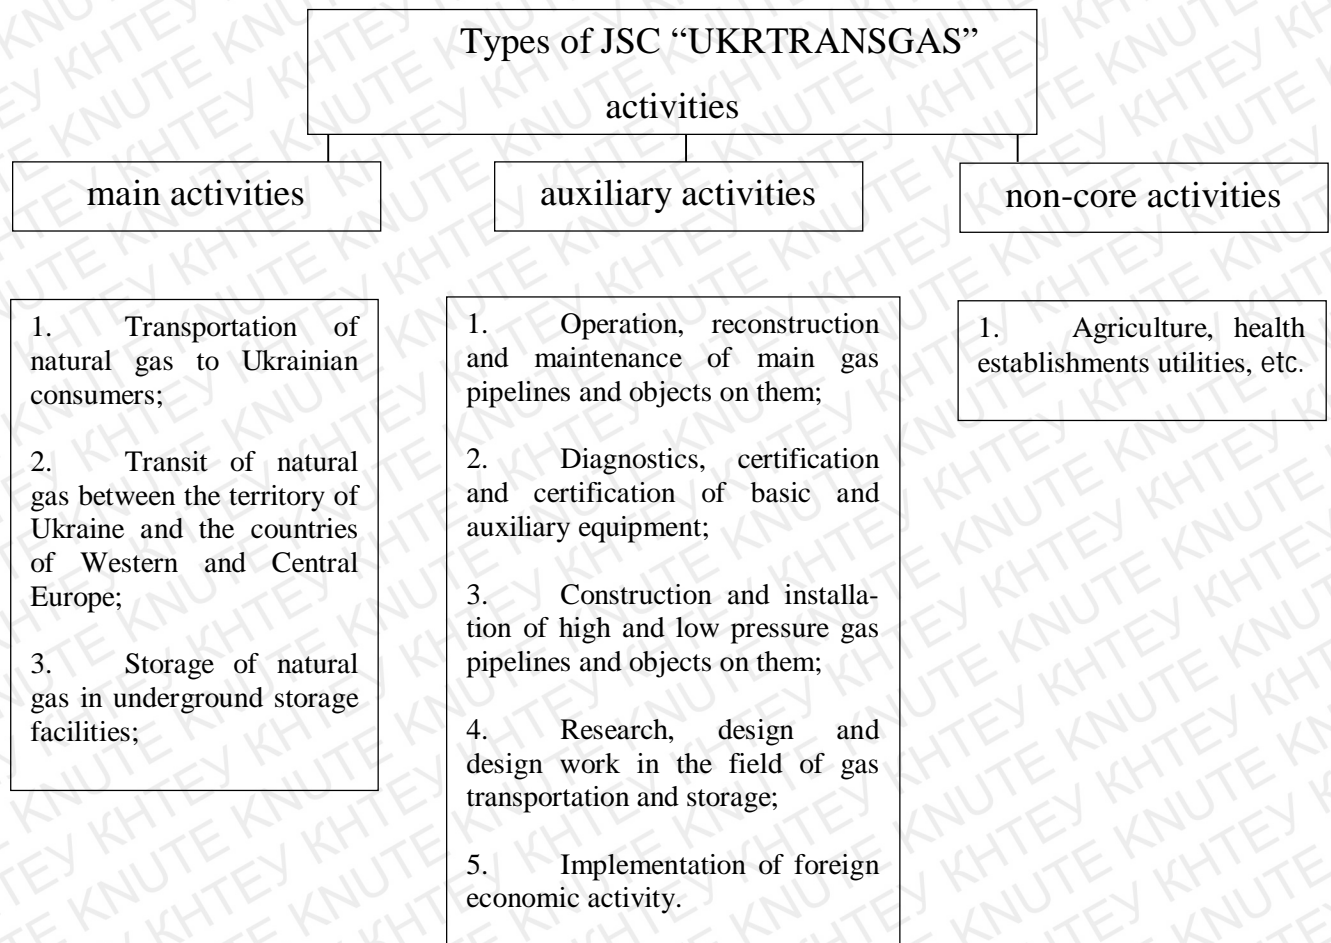 Types of JSC “UKRTRANSGAS”
activities
main activities
auxiliary activities
non-core activities
1. Transportation of
natural gas to Ukrainian
consumers;
2. Transit of natural
gas between the territory of
Ukraine and the countries
of Western and Central
Europe;
3. Storage of natural
gas in underground storage
facilities;
1. Operation, reconstruction
and maintenance of main gas
pipelines and objects on them;
2. Diagnostics, certification
and certification of basic and
auxiliary equipment;
3. Construction and installa-
tion of high and low pressure gas
pipelines and objects on them;
4. Research, design and
design work in the field of gas
transportation and storage;
5. Implementation of foreign
economic activity.
1. Agriculture, health
establishments utilities, etc.